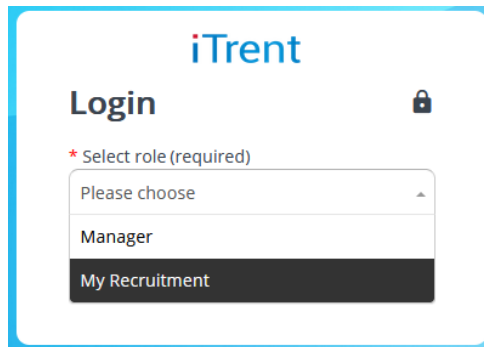 iTrent
Login
* Select role (required)
Please choose
Manager
My Recruitment